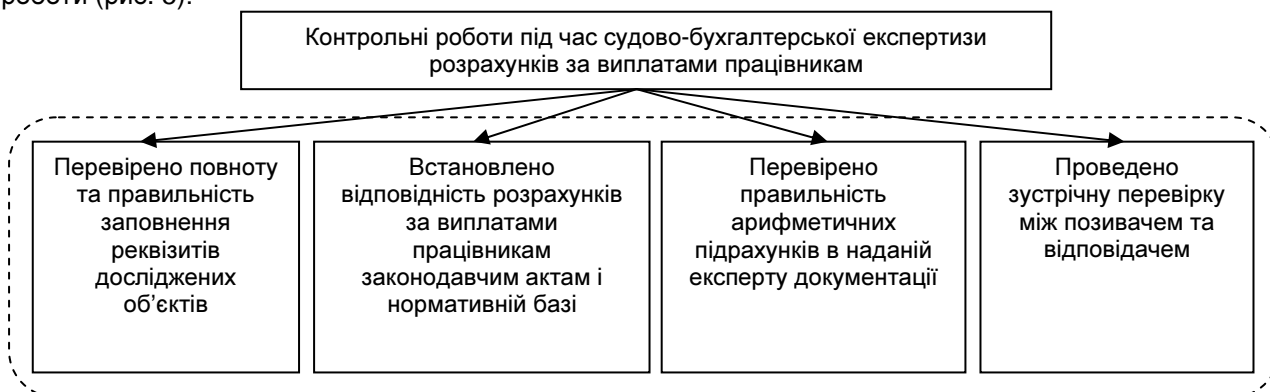 роботи (рис. 3).
Контрольні роботи під час судово-бухгалтерської експертизи
розрахунків за виплатами працівникам
Перевірено повноту
та правильність
заповнення
реквізитів
досліджених
об’єктів
Встановлено
відповідність розрахунків
за виплатами
працівникам
законодавчим актам і
нормативній базі
Перевірено
правильність
арифметичних
підрахунків в наданій
експерту документації
Проведено
зустрічну перевірку
між позивачем та
відповідачем